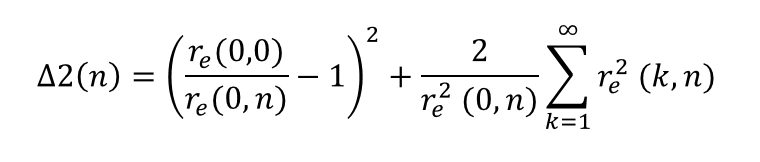 Δ2(n) = (r_e(0,0)/r_e(0,n) − 1)^2 + 2/r_e^2 (0,n) ∑_{k=1}^{∞} r_e^2 (k,n)